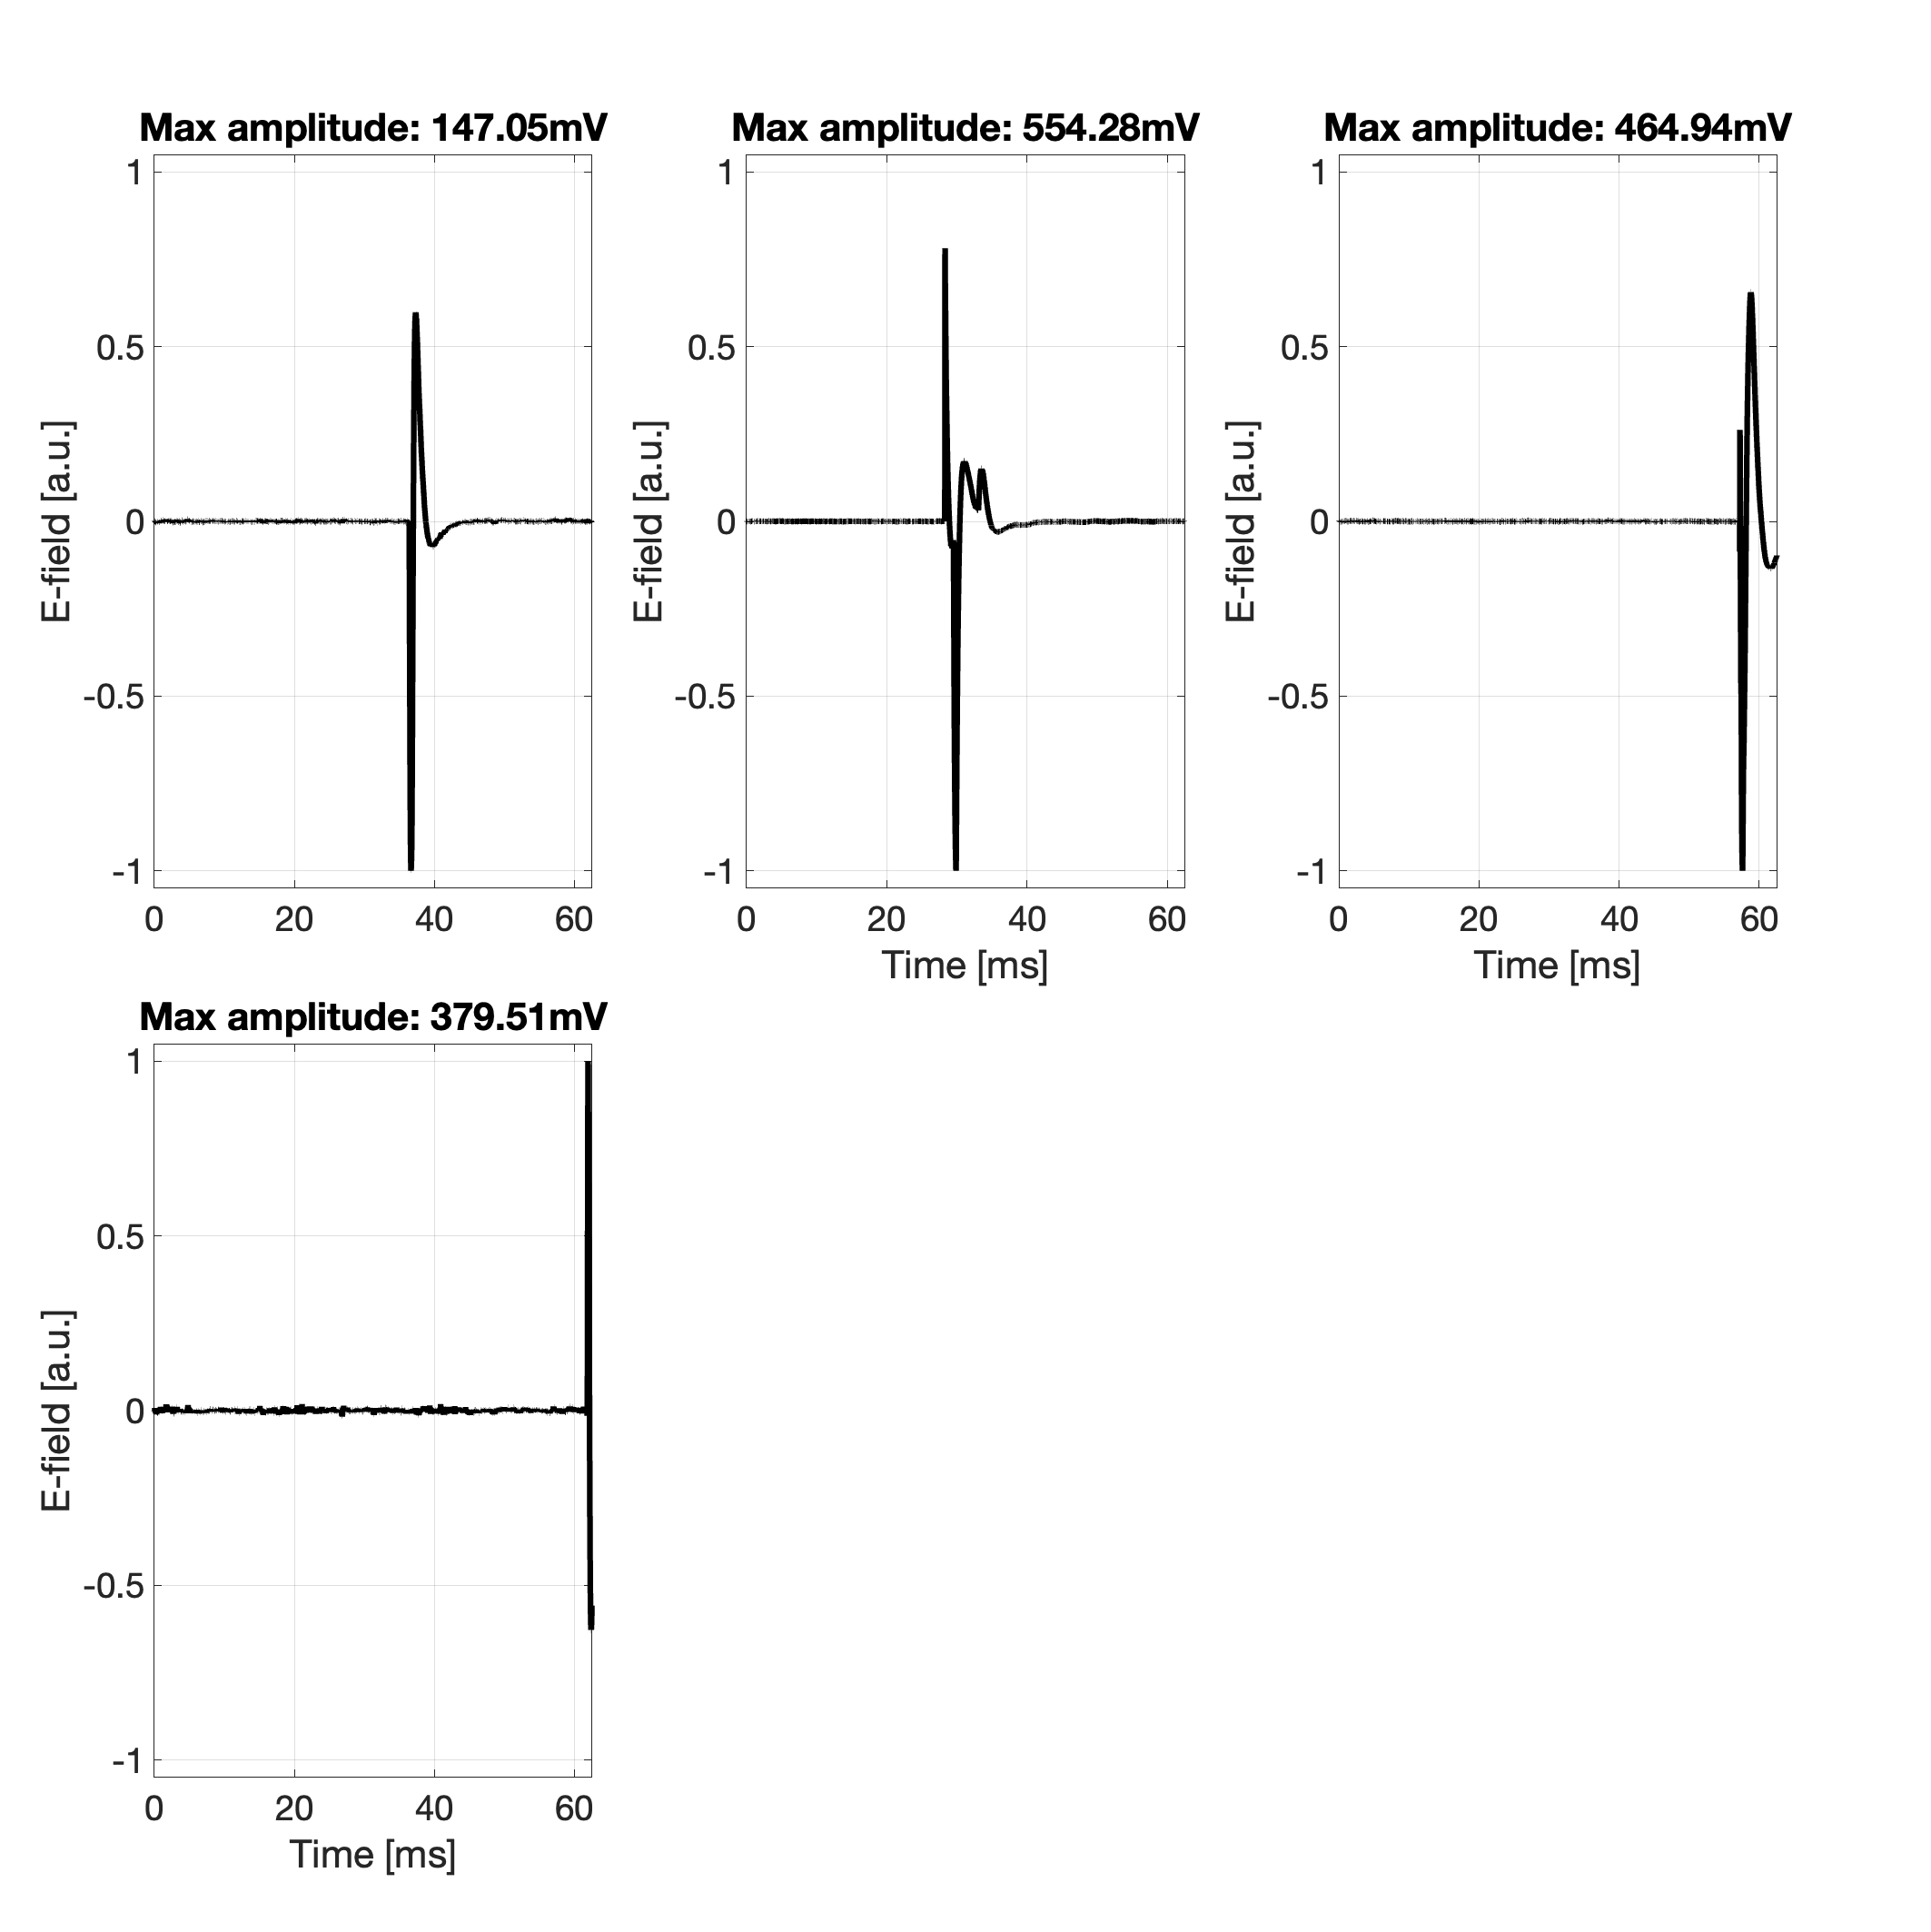 Max amplitude: 147.05mV
1
0.5
0
-0.5
-1
E-field [a.u.]
0 20 40 60
Max amplitude: 554.28mV
1
0.5
0
-0.5
-1
E-field [a.u.]
0 20 40 60
Time [ms]
Max amplitude: 464.94mV
1
0.5
0
-0.5
-1
E-field [a.u.]
0 20 40 60
Time [ms]
Max amplitude: 379.51mV
1
0.5
0
-0.5
-1
E-field [a.u.]
0 20 40 60
Time [ms]